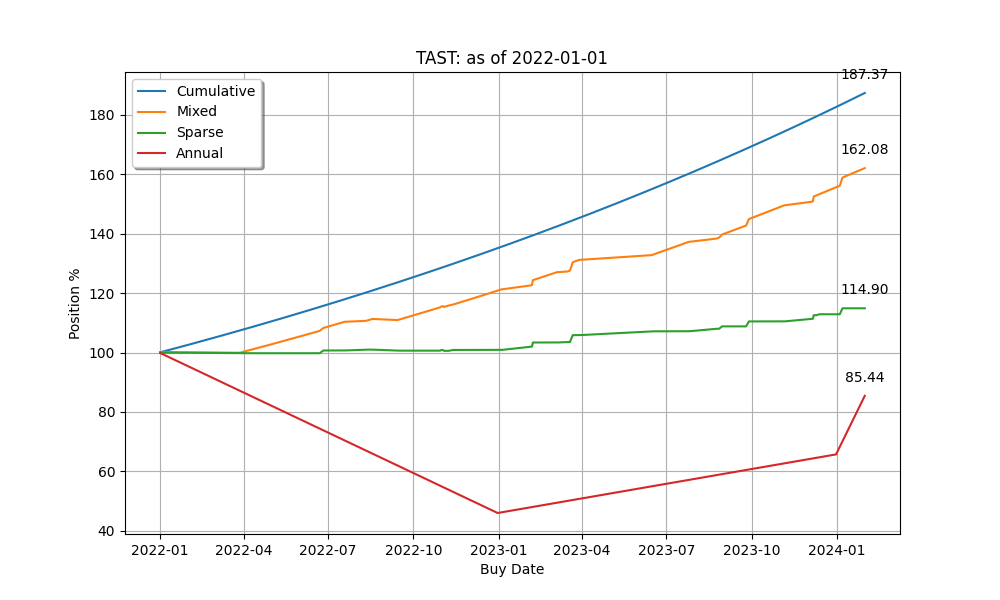 TAST: as of 2022-01-01
187.37
Cumulative
Mixed
Sparse
Annual
162.08
114.90
85.44
Position %
180
160
140
120
100
80
60
40
2022-01 2022-04 2022-07 2022-10 2023-01 2023-04 2023-07 2023-10 2024-01
Buy Date